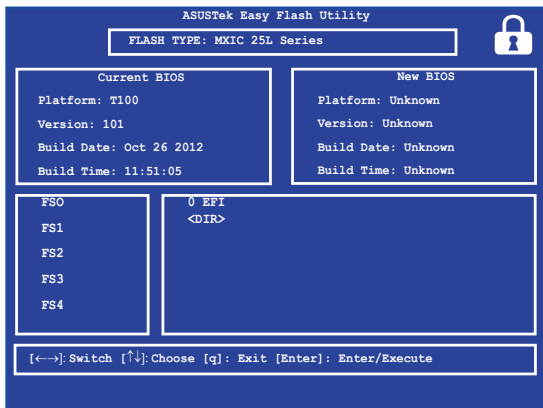 ASUSTek Easy Flash Utility
FLASH TYPE: MXIC 25L Series
Current BIOS
Platform: T100
Version: 101
Build Date: Oct 26 2012
Build Time: 11:51:05
New BIOS
Platform: Unknown
Version: Unknown
Build Date: Unknown
Build Time: Unknown
FSO
FS1
FS2
FS3
FS4
0 EFI
<DIR>
[←→]: Switch [↑↓]: Choose [q]: Exit [Enter]: Enter/Execute